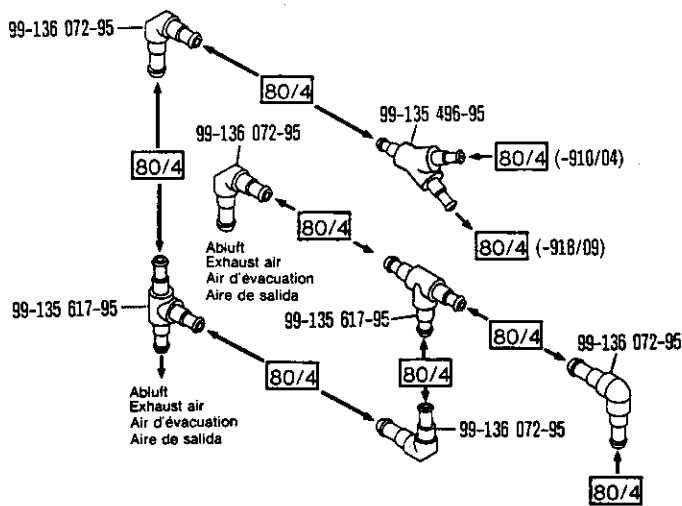 99-136 072-95
80/4
99-135 496-95
99-136 072-95
80/4
80/4 (-910/04)
80/4
80/4 (-918/09)
Abluft
Exhaust air
Air d'évacuation
Aire de salida
99-135 617-95
99-135 617-95
80/4
99-136 072-95
80/4
80/4
Abluft
Exhaust air
Air d'évacuation
Aire de salida
99-136 072-95
80/4